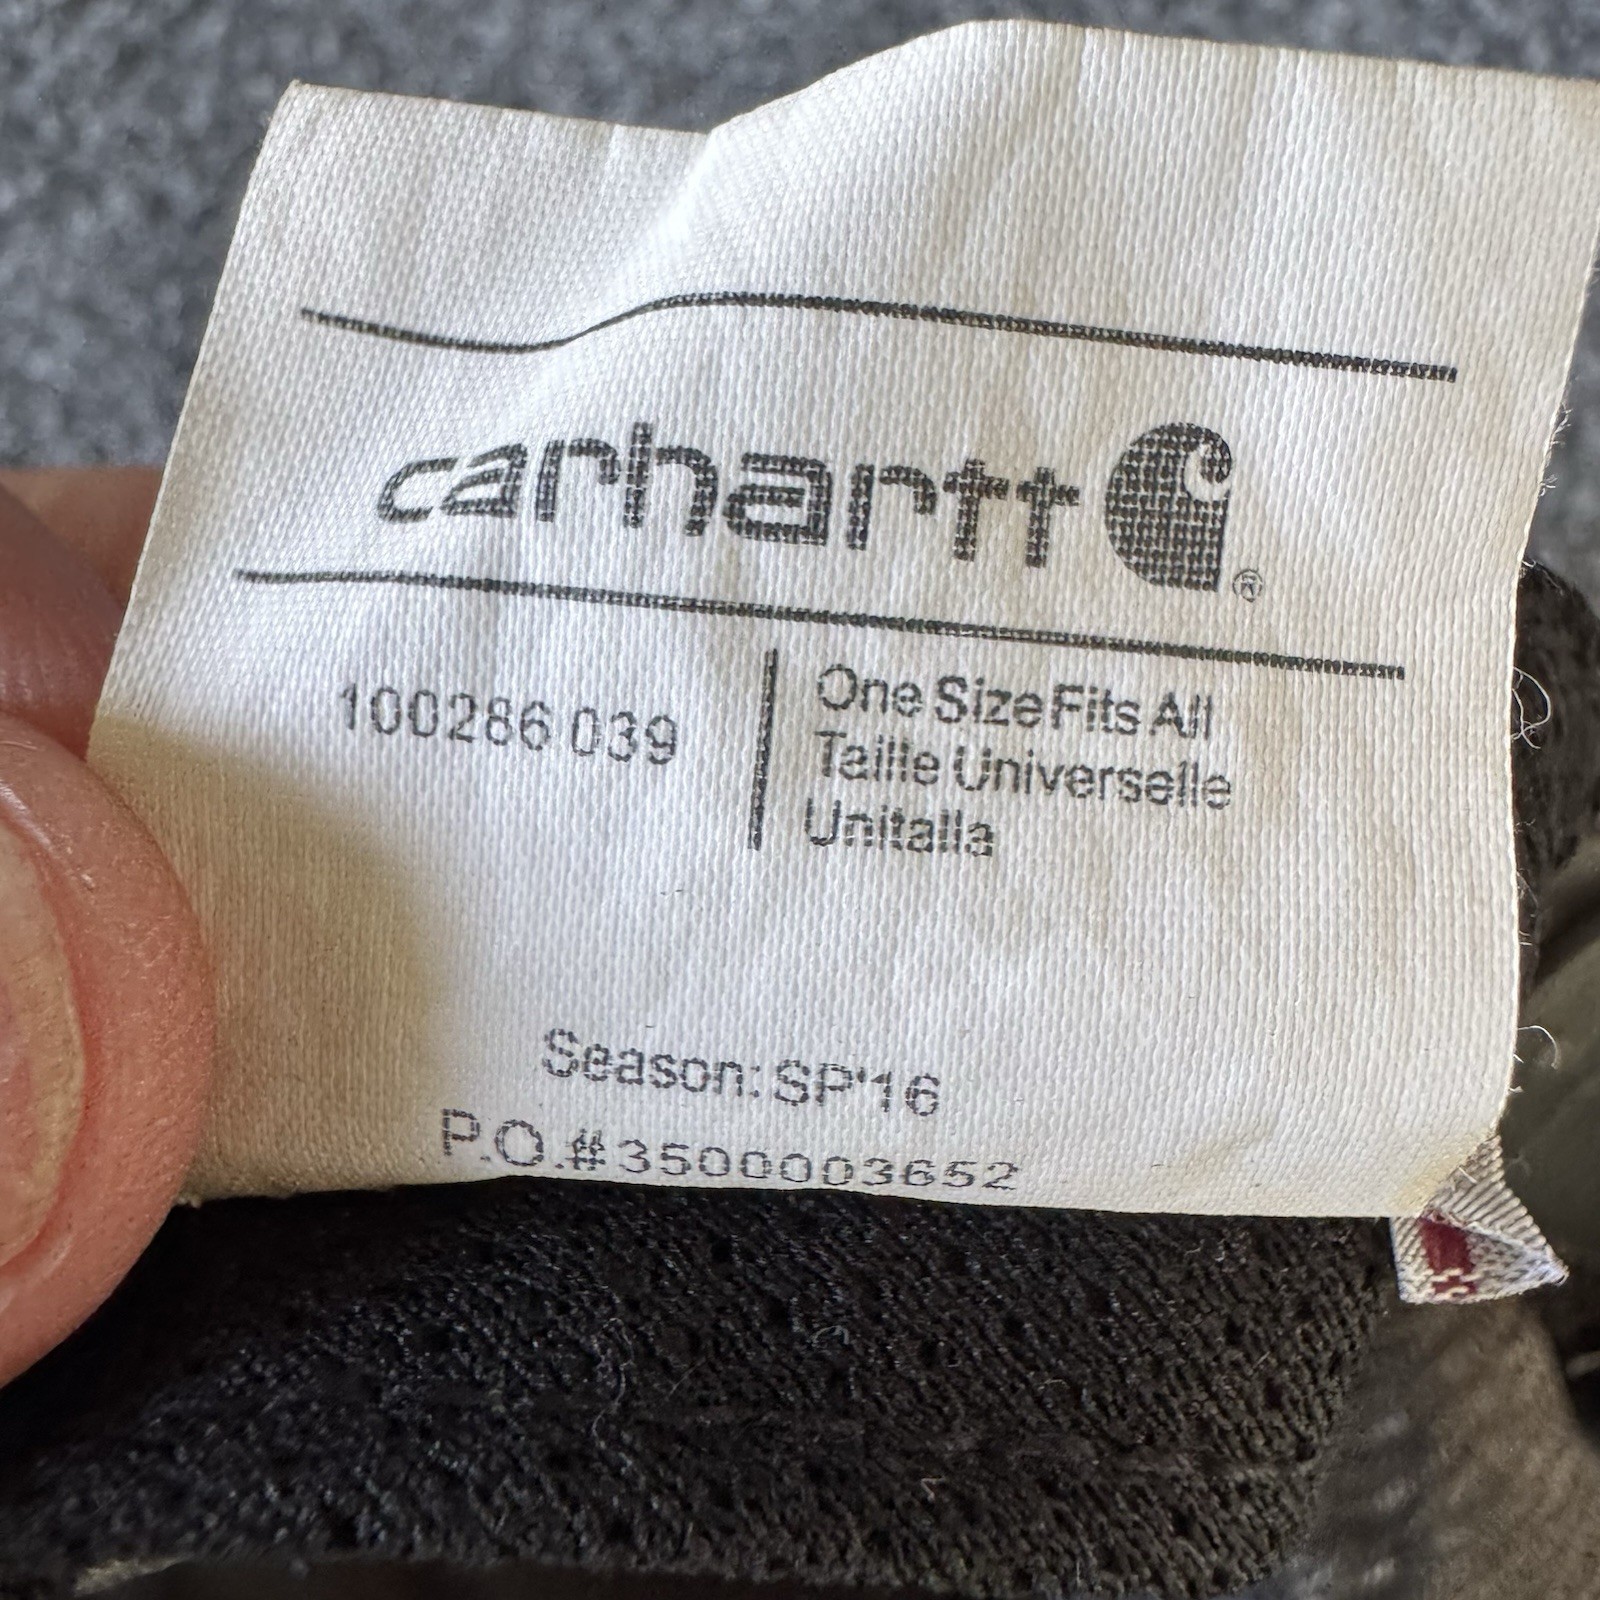 carhartt ®
100286 039
One Size Fits All
Taille Universelle
Unitalla
Season: SP'16
P.O.#3500003652